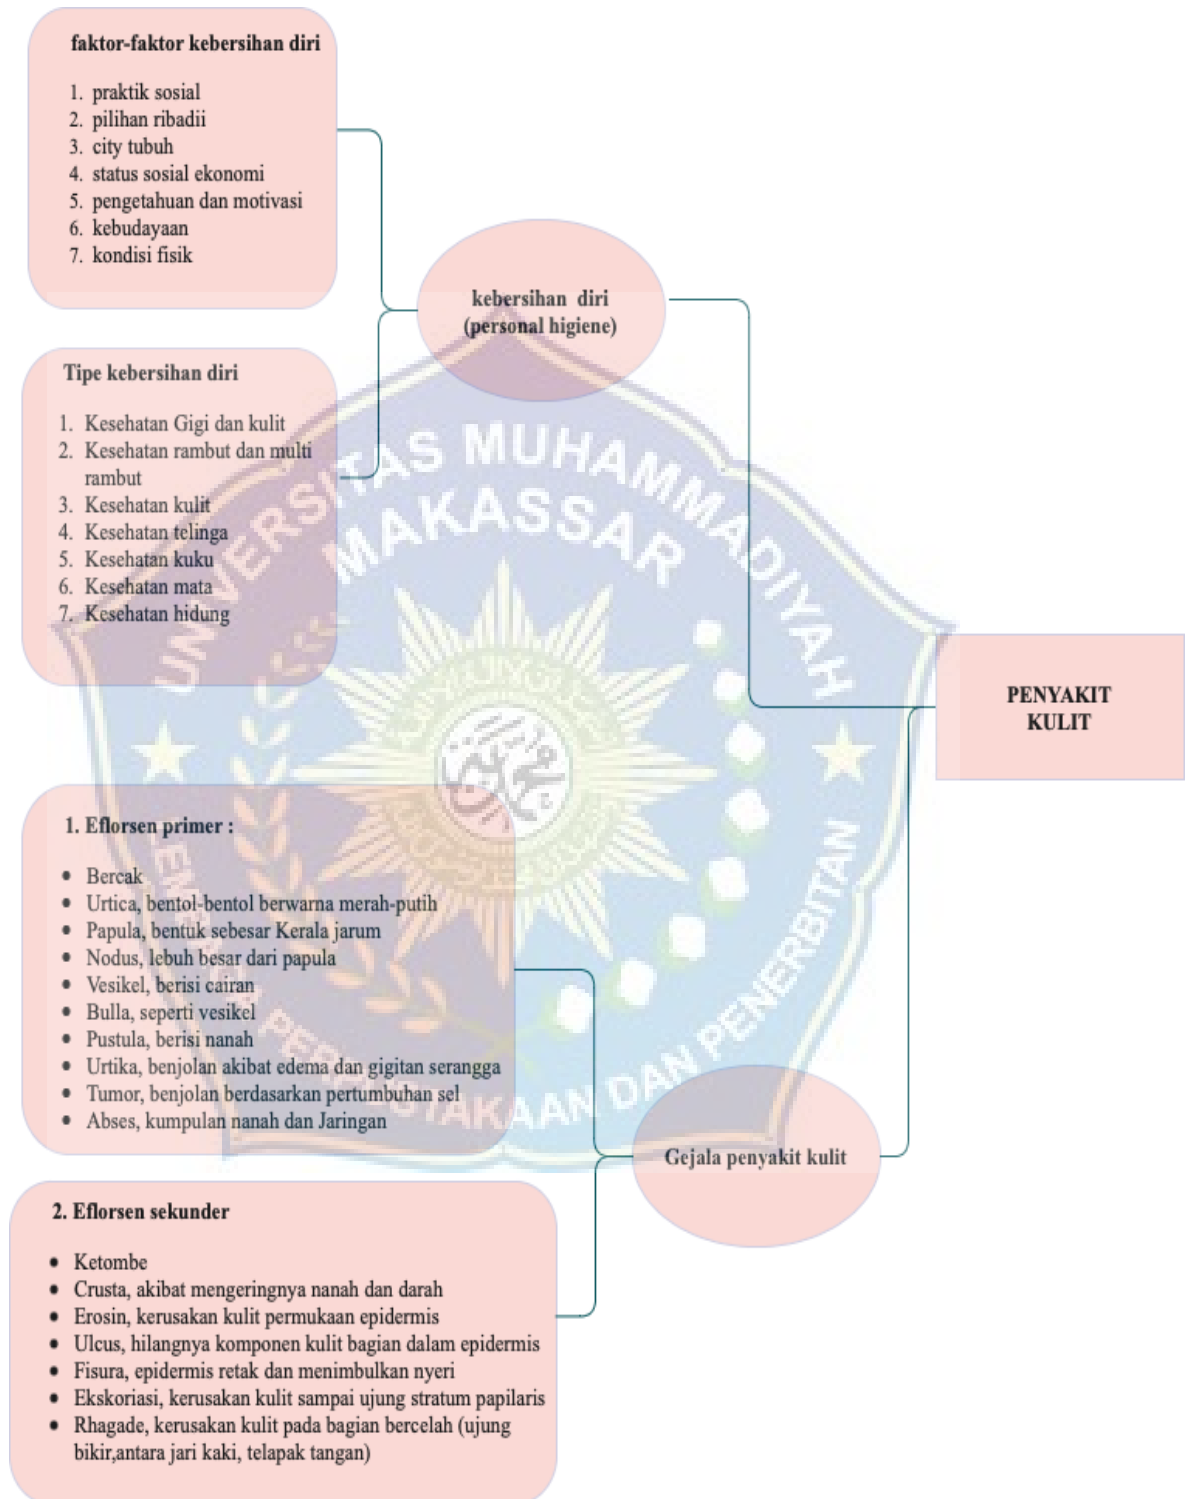 faktor-faktor kebersihan diri
1. praktik sosial
2. pilihan ribadii
3. city tubuh
4. status sosial ekonomi
5. pengetahuan dan motivasi
6. kebudayaan
7. kondisi fisik
kebersihan diri
(personal higiene)
Tipe kebersihan diri
1. Kesehatan Gigi dan kulit
2. Kesehatan rambut dan multi
rambut
3. Kesehatan kulit
4. Kesehatan telinga
5. Kesehatan kuku
6. Kesehatan mata
7. Kesehatan hidung
UNIVERSITAS MUHAMMADIYAH
MAKASSAR
PENYAKIT
KULIT
1. Eflorsen primer :
• Bercak
• Urtica, bentol-bentol berwarna merah-putih
• Papula, bentuk sebesar Kerala jarum
• Nodus, lebuh besar dari papula
• Vesikel, berisi cairan
• Bulla, seperti vesikel
• Pustula, berisi nanah
• Urtika, benjolan akibat edema dan gigitan serangga
• Tumor, benjolan berdasarkan pertumbuhan sel
• Abses, kumpulan nanah dan Jaringan
LEMBAGA PERPUSTAKAAN DAN PENERBITAN
Gejala penyakit kulit
2. Eflorsen sekunder
• Ketombe
• Crusta, akibat mengeringnya nanah dan darah
• Erosin, kerusakan kulit permukaan epidermis
• Ulcus, hilangnya komponen kulit bagian dalam epidermis
• Fisura, epidermis retak dan menimbulkan nyeri
• Ekskoriasi, kerusakan kulit sampai ujung stratum papilaris
• Rhagade, kerusakan kulit pada bagian bercelah (ujung
bikir,antara jari kaki, telapak tangan)